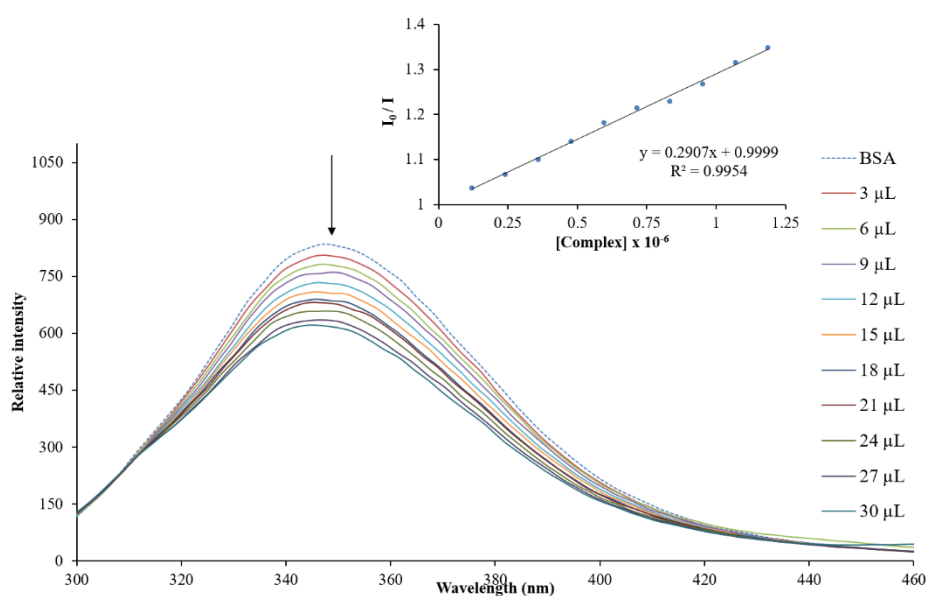 1.4
1.3
1.2
1.1
1
I₀ / I
y = 0.2907x + 0.9999
R² = 0.9954
0 0.25 0.5 0.75 1 1.25
[Complex] x 10⁻⁶
1050
900
750
600
450
300
150
0
Relative intensity
300 320 340 360 380 400 420 440 460
Wavelength (nm)
BSA
3 µL
6 µL
9 µL
12 µL
15 µL
18 µL
21 µL
24 µL
27 µL
30 µL